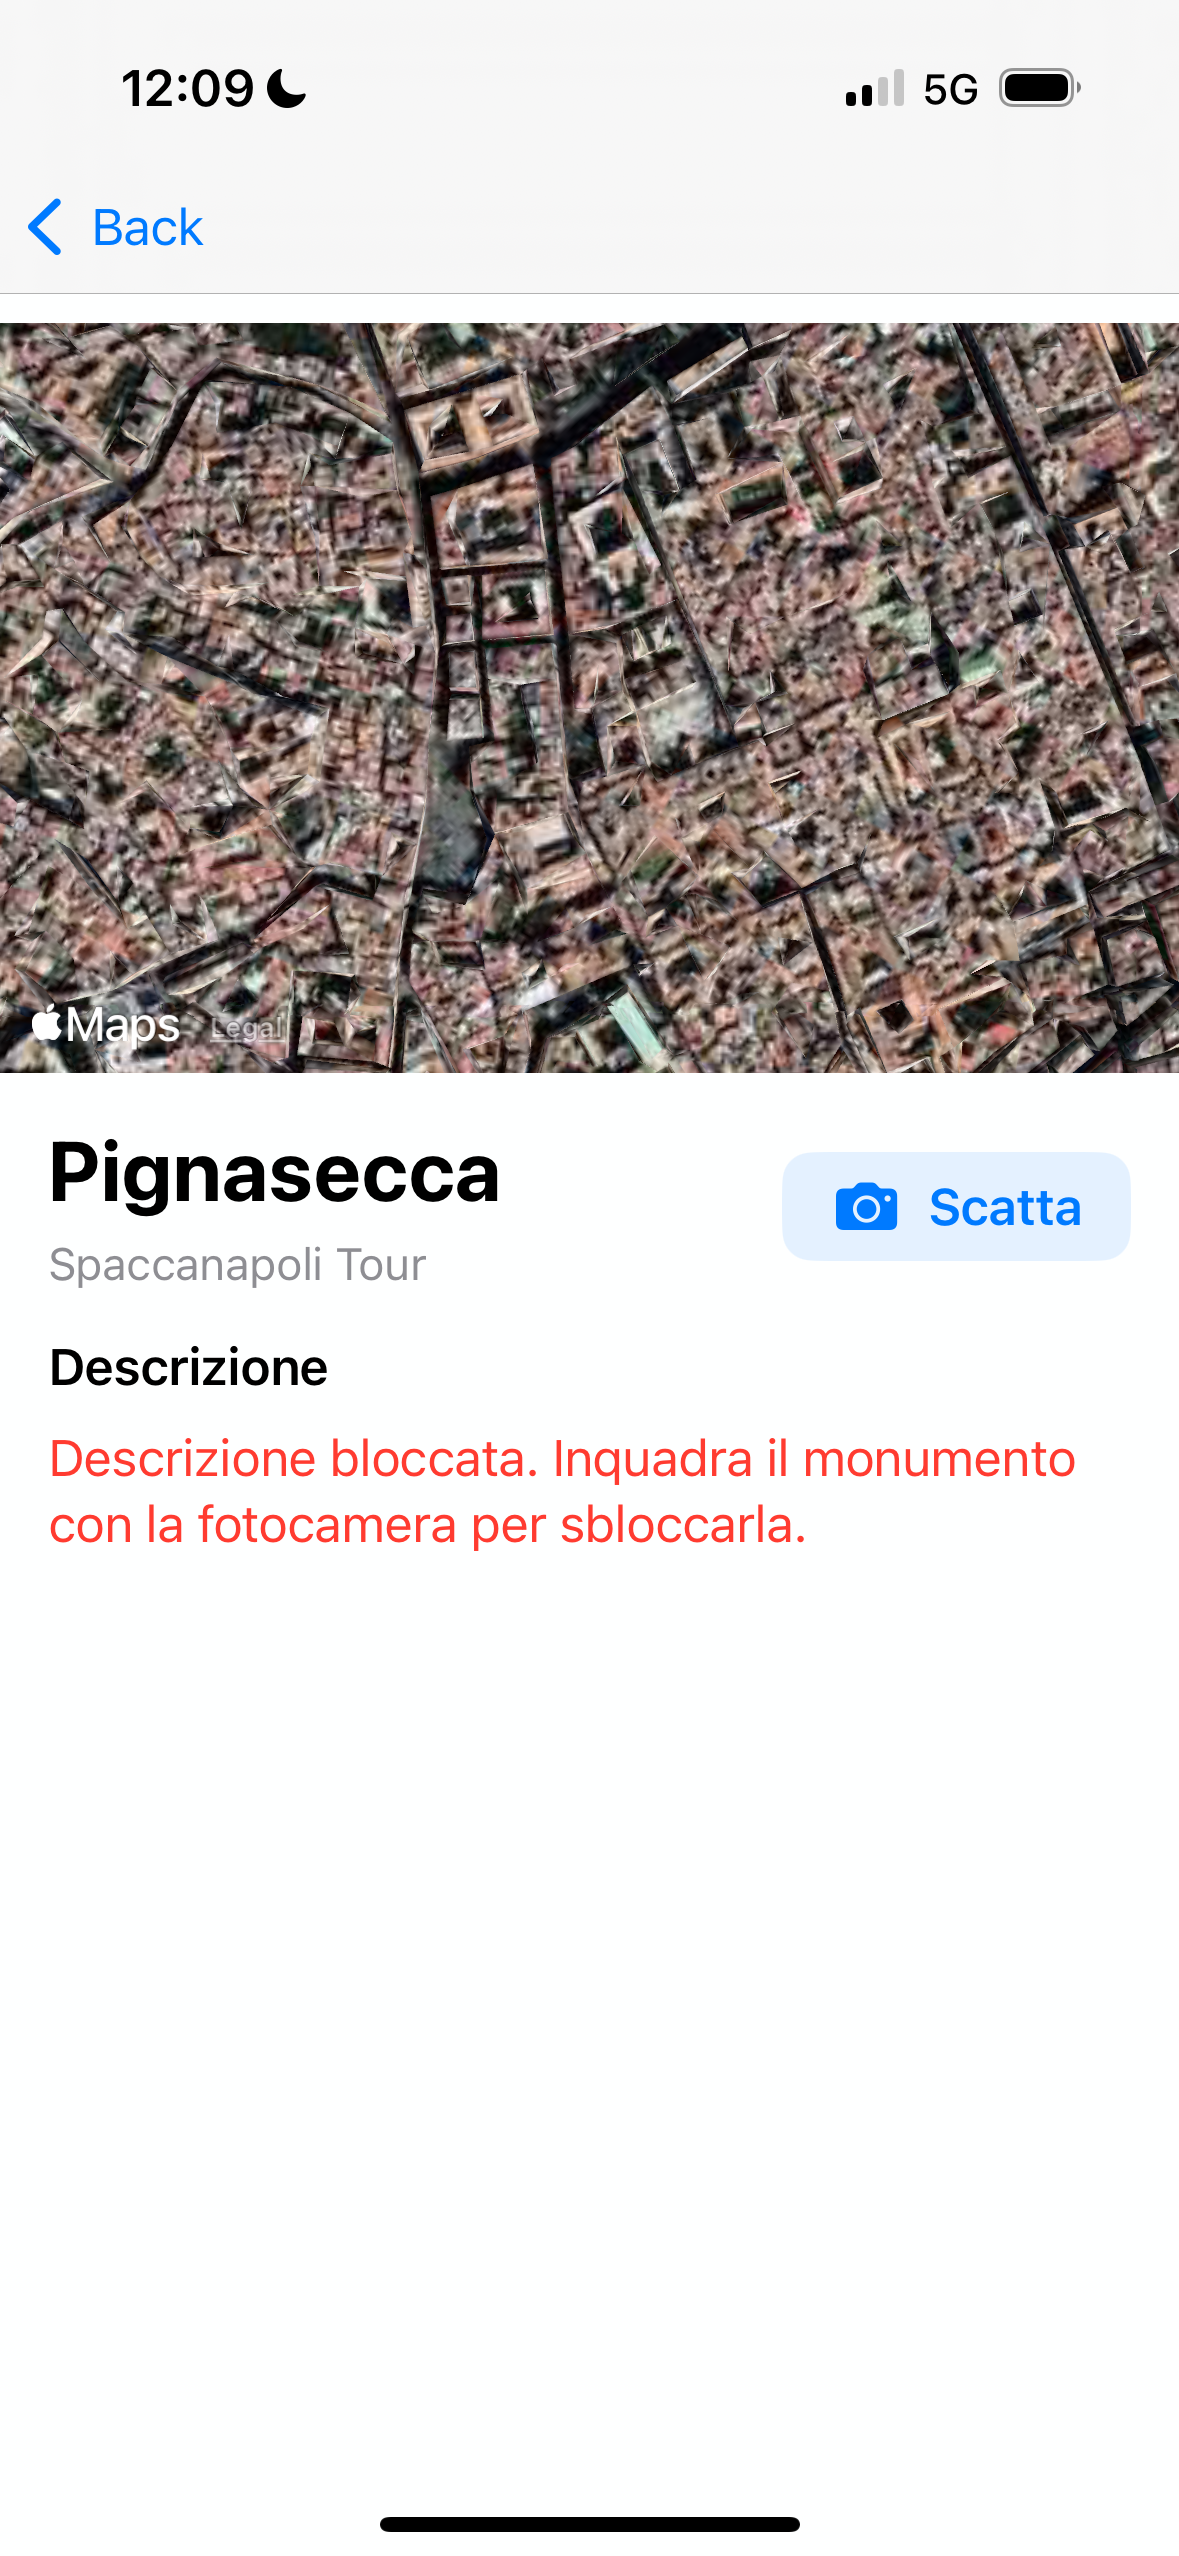 12:09
5G
Back
Maps Legal
Pignasecca
Scatta
Spaccanapoli Tour
Descrizione
Descrizione bloccata. Inquadra il monumento
con la fotocamera per sbloccarla.